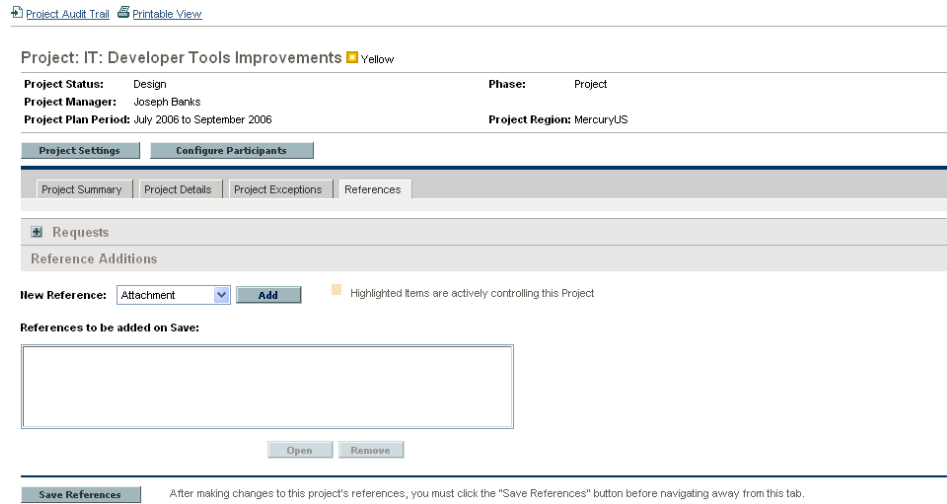 Project Audit Trail Printable View
Project: IT: Developer Tools Improvements Yellow
Project Status: Design Phase: Project
Project Manager: Joseph Banks
Project Plan Period: July 2006 to September 2006 Project Region: MercuryUS
Project Settings Configure Participants
Project Summary Project Details Project Exceptions References
Requests
Reference Additions
New Reference: Attachment Add Highlighted Items are actively controlling this Project
References to be added on Save:
Open Remove
Save References After making changes to this project's references, you must click the "Save References" button before navigating away from this tab.